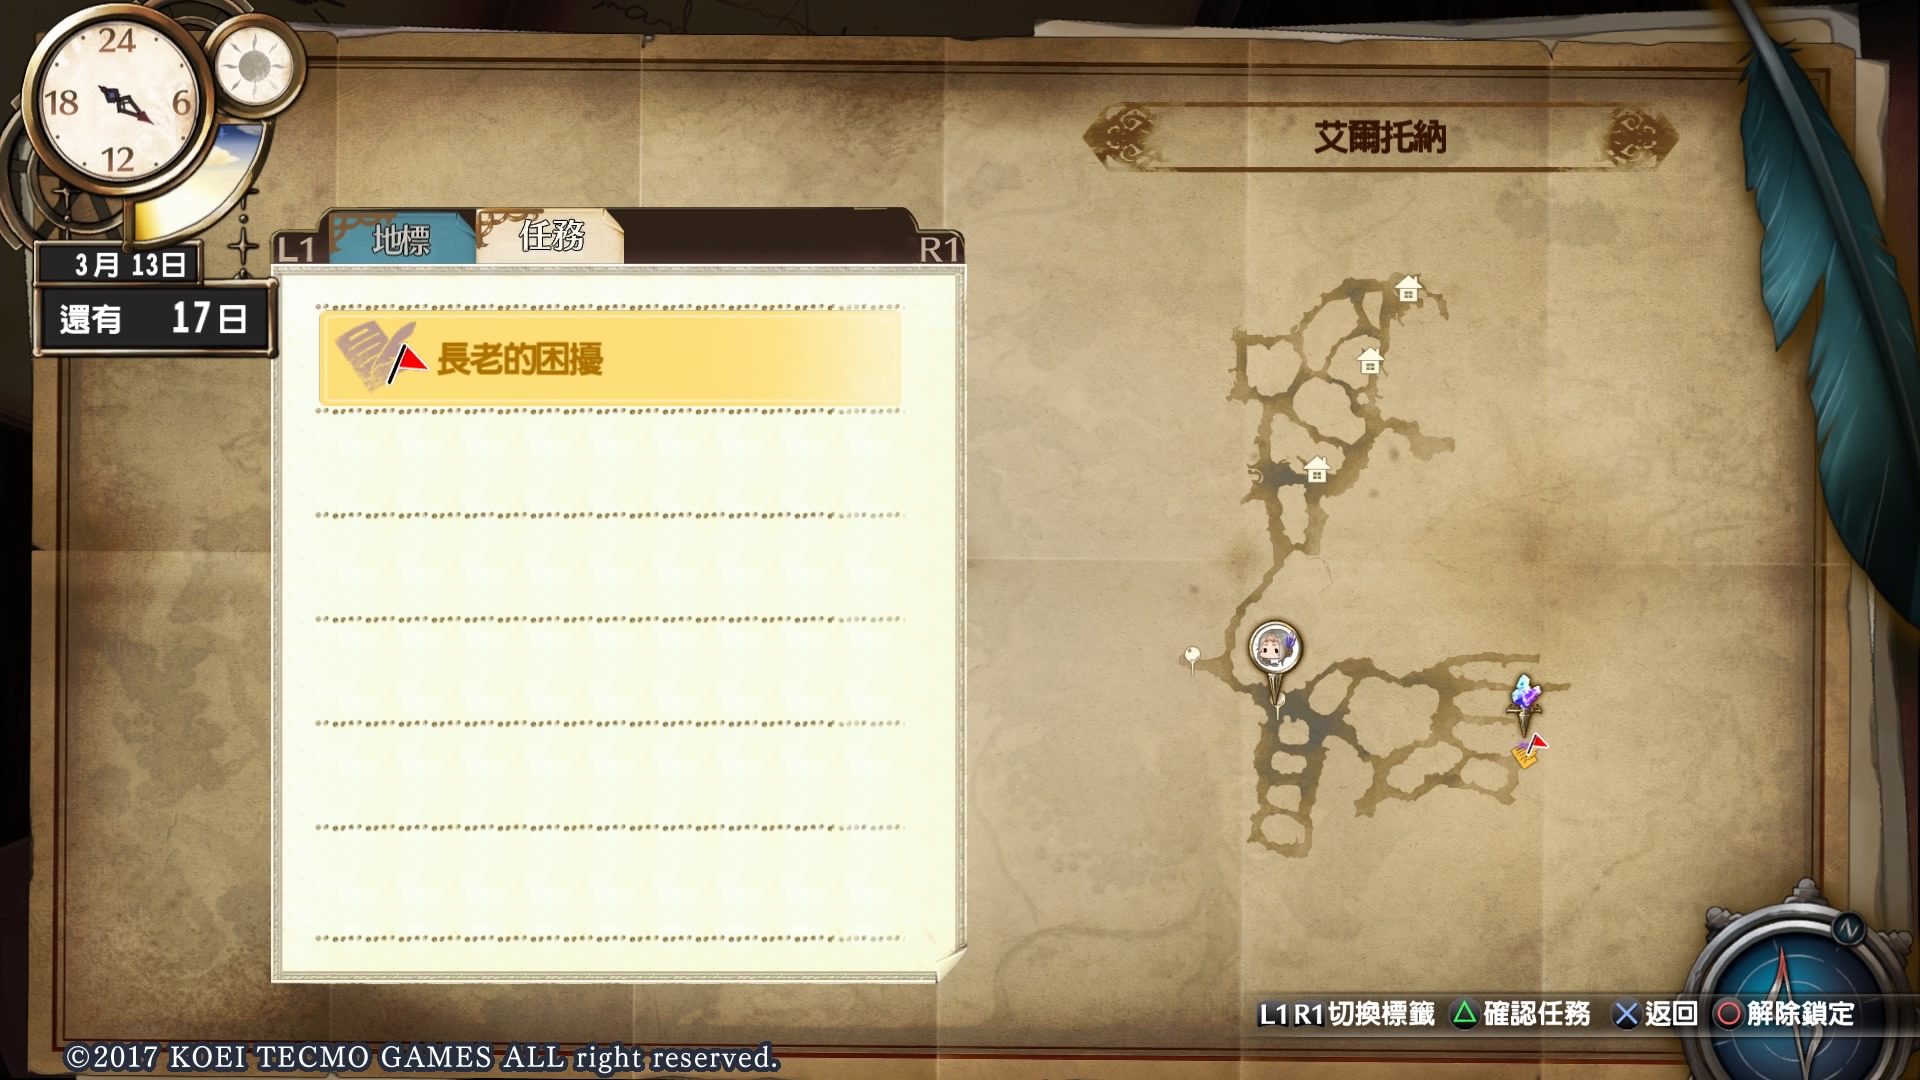 24
18
6
12
3月 13日
還有 17日
艾爾托納
L1
地標
任務
R1
長老的困擾
N
L1 R1 切換標籤 △ 確認任務 ✕ 返回 ○ 解除鎖定
©2017 KOEI TECMO GAMES ALL right reserved.